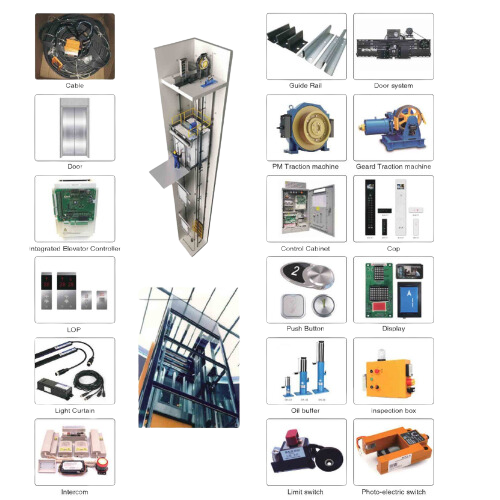 Cable
Guide Rail
Door system
Door
PM Traction machine
Geard Traction machine
Integrated Elevator Controller
Control Cabinet
Cop
LOP
2
Push Button
Display
Light Curtain
Oil buffer
Inspection box
Intercom
Limit switch
Photo-electric switch